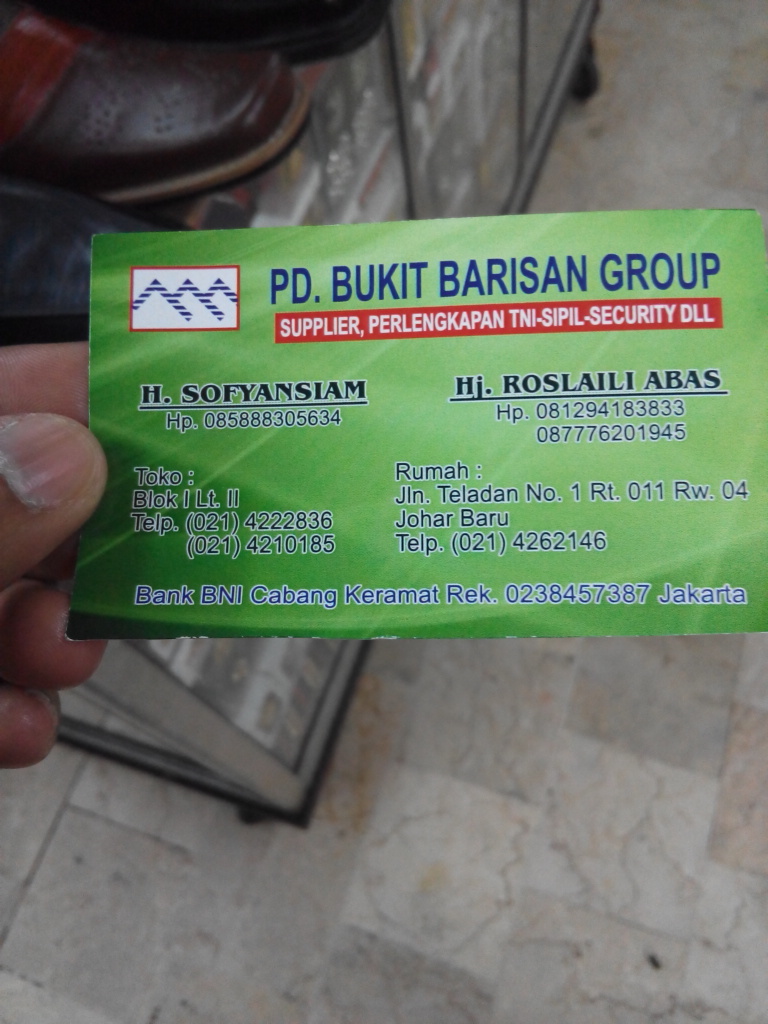 PD. BUKIT BARISAN GROUP
SUPPLIER, PERLENGKAPAN TNI-SIPIL-SECURITY DLL
H. SOFYANSIAM
Hp. 085888305634
Hj. ROSLAILI ABAS
Hp. 081294183833
087776201945
Toko :
Blok I Lt. II
Telp. (021) 4222836
(021) 4210185
Rumah :
Jln. Teladan No. 1 Rt. 011 Rw. 04
Johar Baru
Telp. (021) 4262146
Bank BNI Cabang Keramat Rek. 0238457387 Jakarta